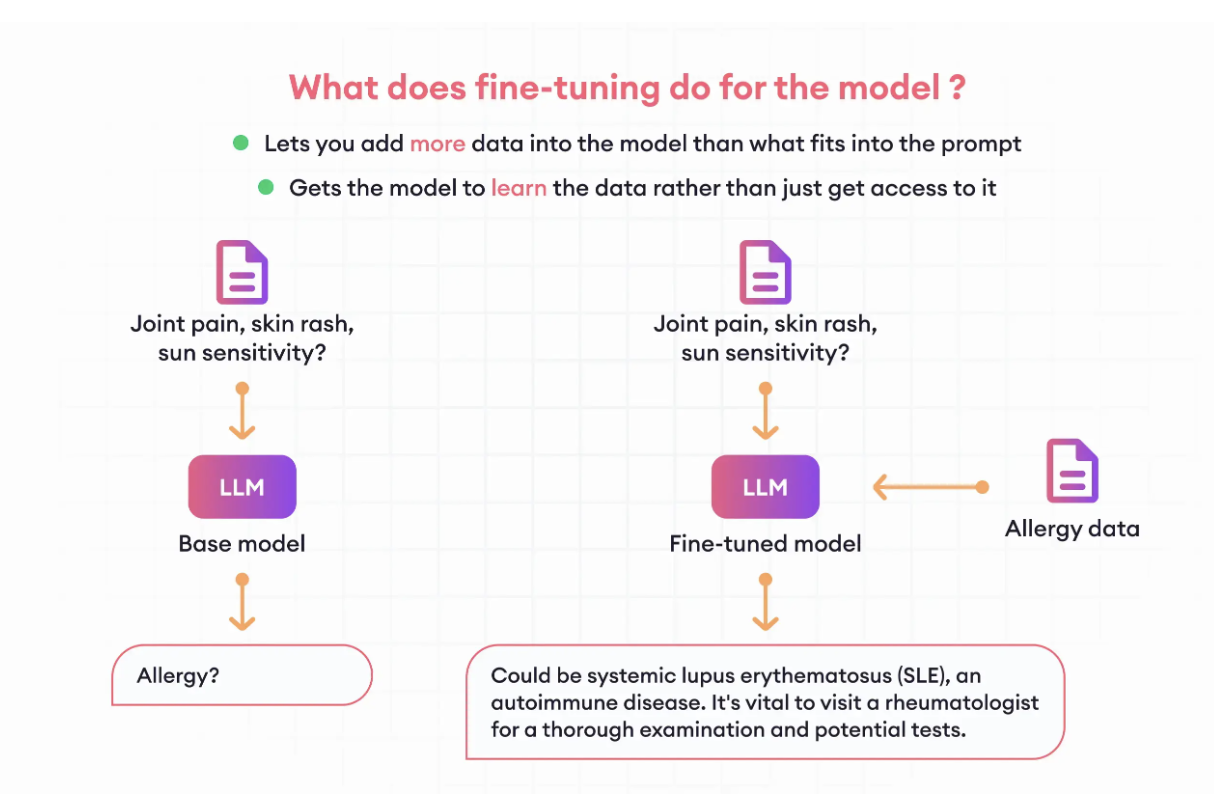 What does fine-tuning do for the model ?
Lets you add more data into the model than what fits into the prompt
Gets the model to learn the data rather than just get access to it
Joint pain, skin rash,
sun sensitivity?
LLM
Base model
Allergy?
Joint pain, skin rash,
sun sensitivity?
LLM
Fine-tuned model
Allergy data
Could be systemic lupus erythematosus (SLE), an
autoimmune disease. It's vital to visit a rheumatologist
for a thorough examination and potential tests.